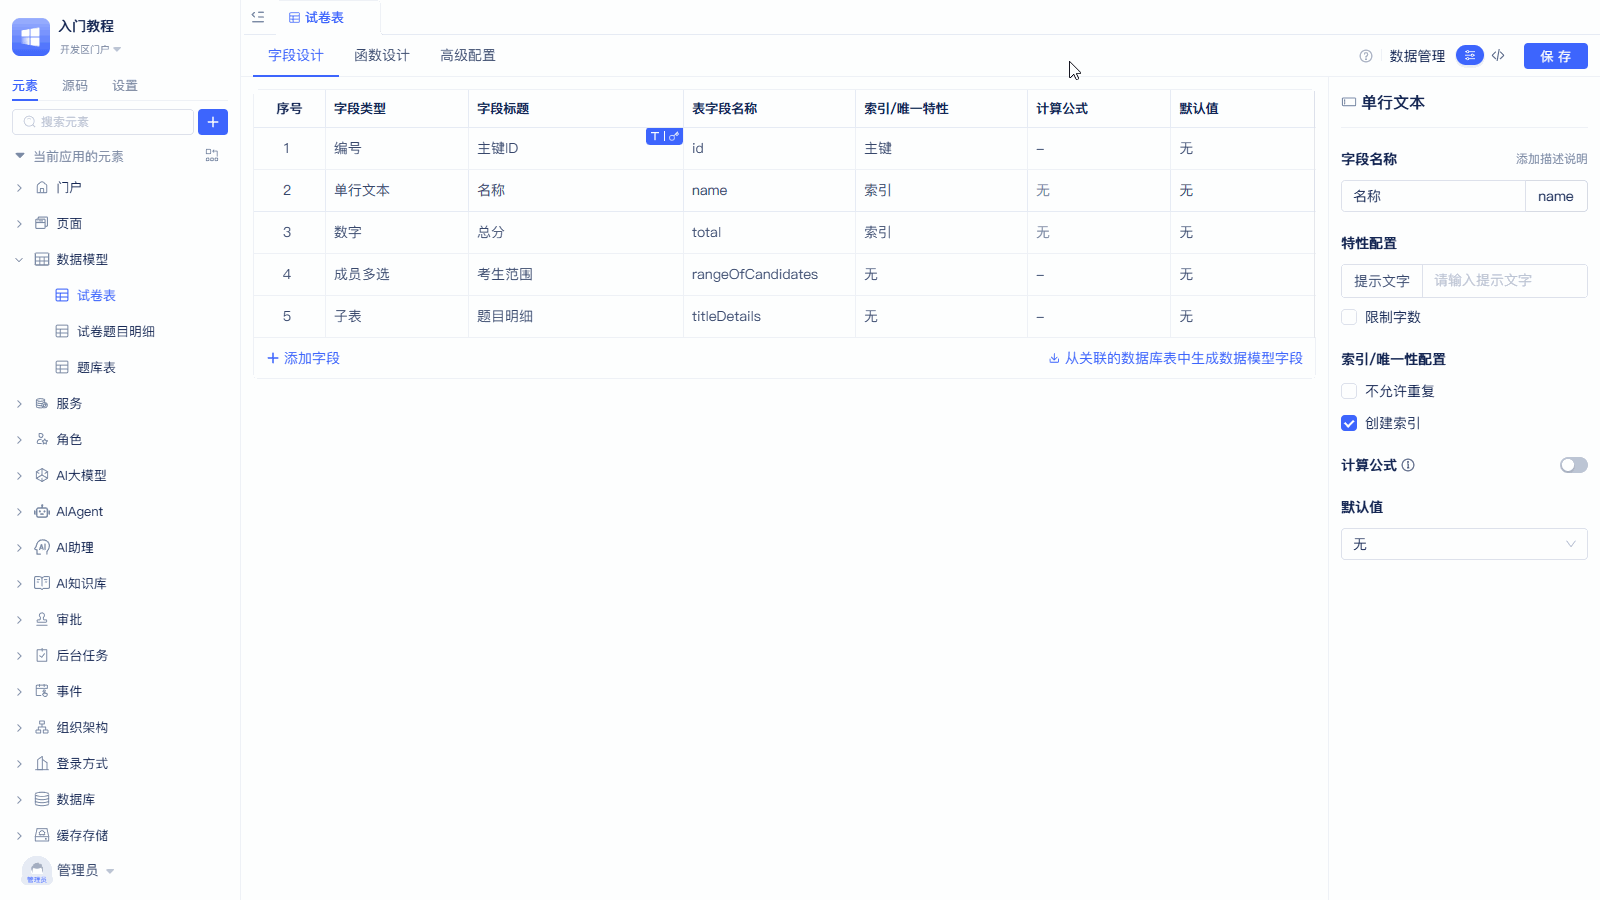 入门教程
开发区门户
元素 源码 设置
搜索元素
当前应用的元素
门户
页面
数据模型
试卷表
试卷题目明细
题库表
服务
角色
AI大模型
AIAgent
AI助理
AI知识库
审批
后台任务
事件
组织架构
登录方式
数据库
缓存存储
管理员
管理员
试卷表
字段设计 函数设计 高级配置
数据管理
保 存
序号 字段类型 字段标题 表字段名称 索引/唯一特性 计算公式 默认值
1 编号 主键ID id 主键 – 无
2 单行文本 名称 name 索引 无 无
3 数字 总分 total 索引 无 无
4 成员多选 考生范围 rangeOfCandidates 无 – 无
5 子表 题目明细 titleDetails 无 – 无
添加字段
从关联的数据库表中生成数据模型字段
单行文本
字段名称 添加描述说明
名称 name
特性配置
提示文字 请输入提示文字
限制字数
索引/唯一性配置
不允许重复
创建索引
计算公式
默认值
无